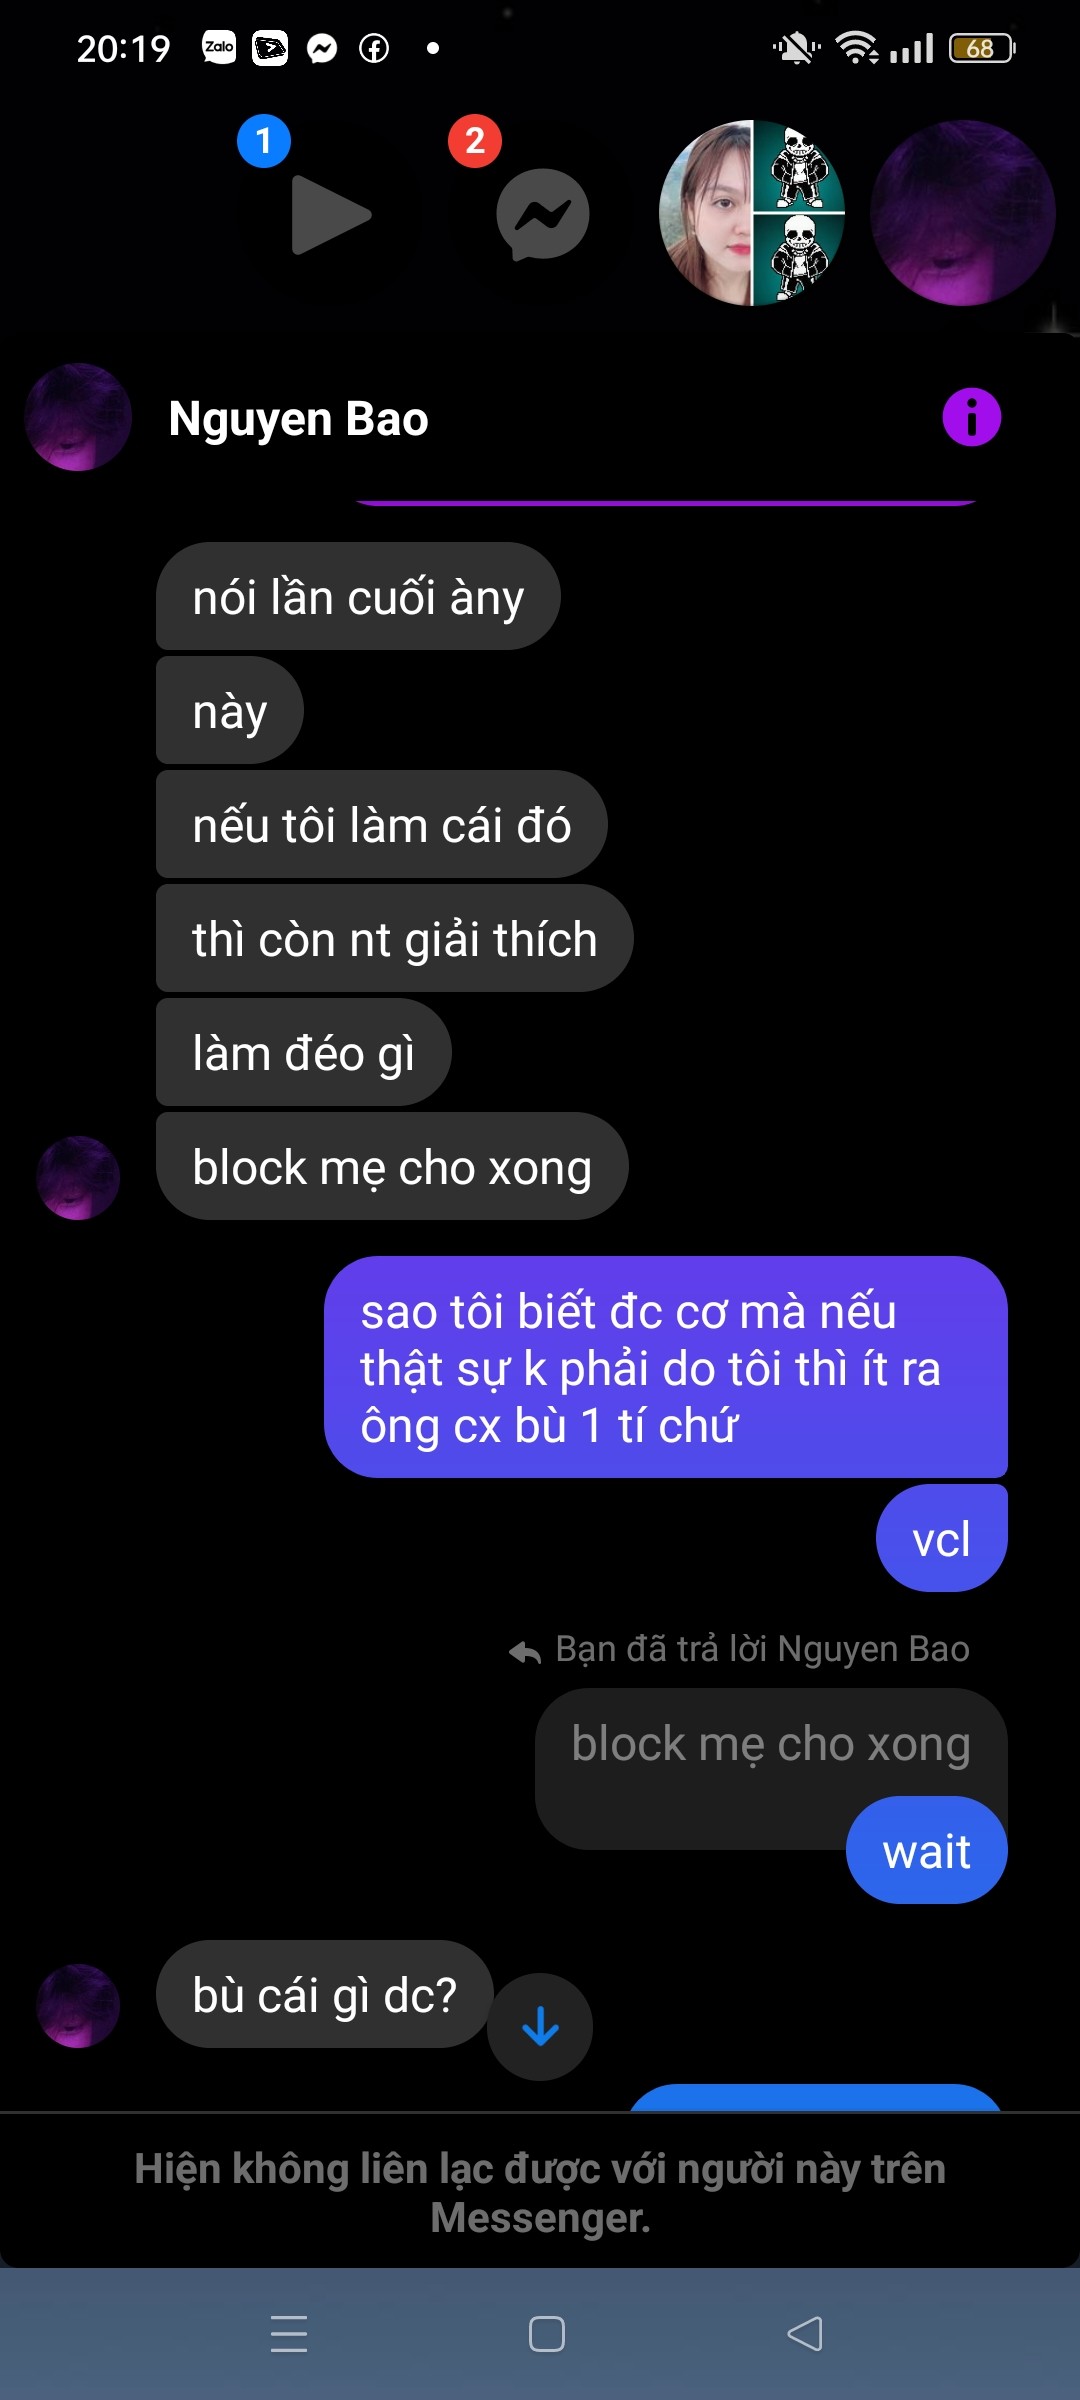 20:19
Zalo
68
1
2
Nguyen Bao
nói lần cuối àny
này
nếu tôi làm cái đó
thì còn nt giải thích
làm đéo gì
block mẹ cho xong
sao tôi biết đc cơ mà nếu
thật sự k phải do tôi thì ít ra
ông cx bù 1 tí chứ
vcl
Bạn đã trả lời Nguyen Bao
block mẹ cho xong
wait
bù cái gì dc?
Hiện không liên lạc được với người này trên
Messenger.